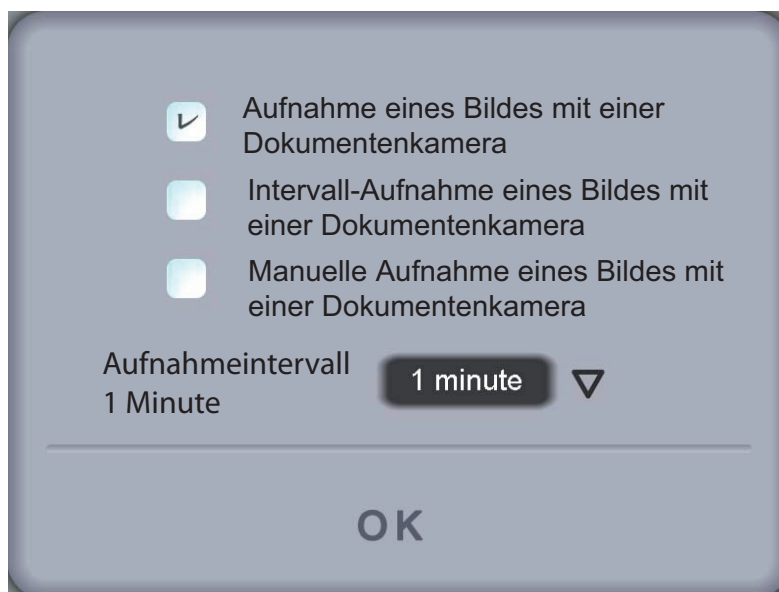 Aufnahme eines Bildes mit einer
Dokumentenkamera
Intervall-Aufnahme eines Bildes mit
einer Dokumentenkamera
Manuelle Aufnahme eines Bildes mit
einer Dokumentenkamera
Aufnahmeintervall
1 Minute
1 minute
OK